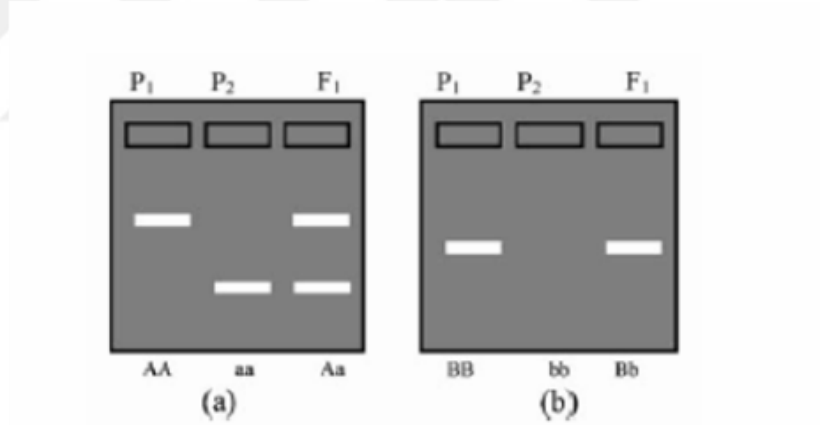 P₁ P₂ F₁
AA aa Aa
(a)
P₁ P₂ F₁
BB bb Bb
(b)